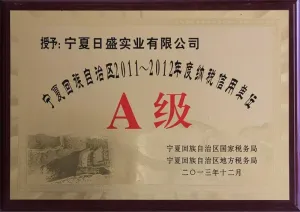 授予：宁夏日盛实业有限公司
宁夏回族自治区2011～2012年度纳税信用单位
A级
宁夏回族自治区国家税务局
宁夏回族自治区地方税务局
二〇一三年十二月